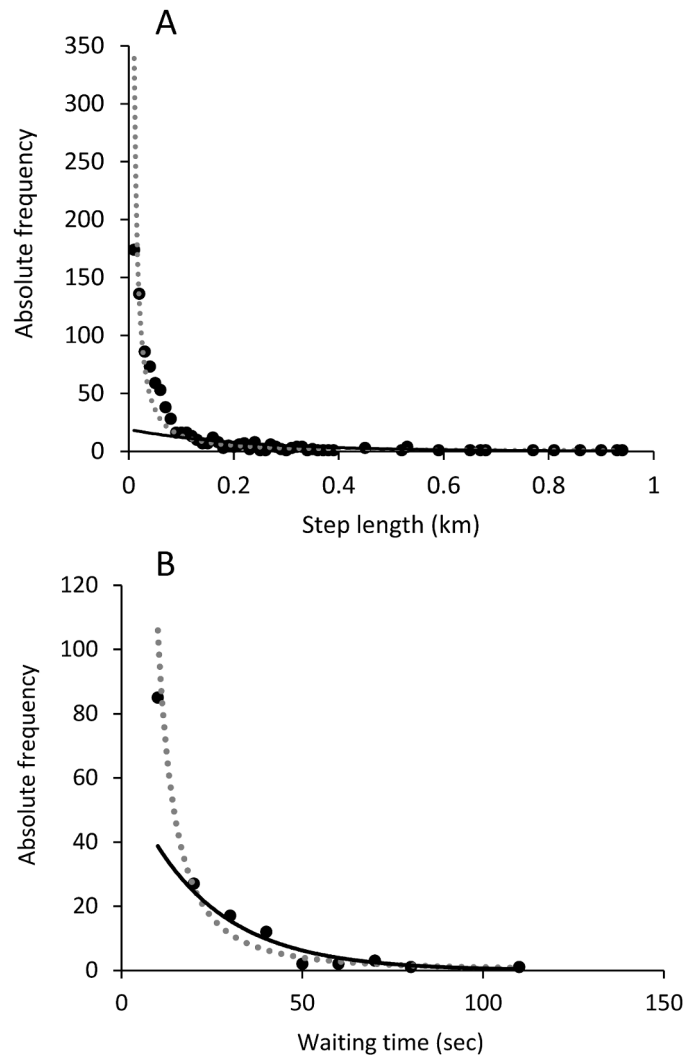 A
350
300
250
200
150
100
50
0
Absolute frequency
0 0.2 0.4 0.6 0.8 1
Step length (km)
B
120
100
80
60
40
20
0
Absolute frequency
0 50 100 150
Waiting time (sec)